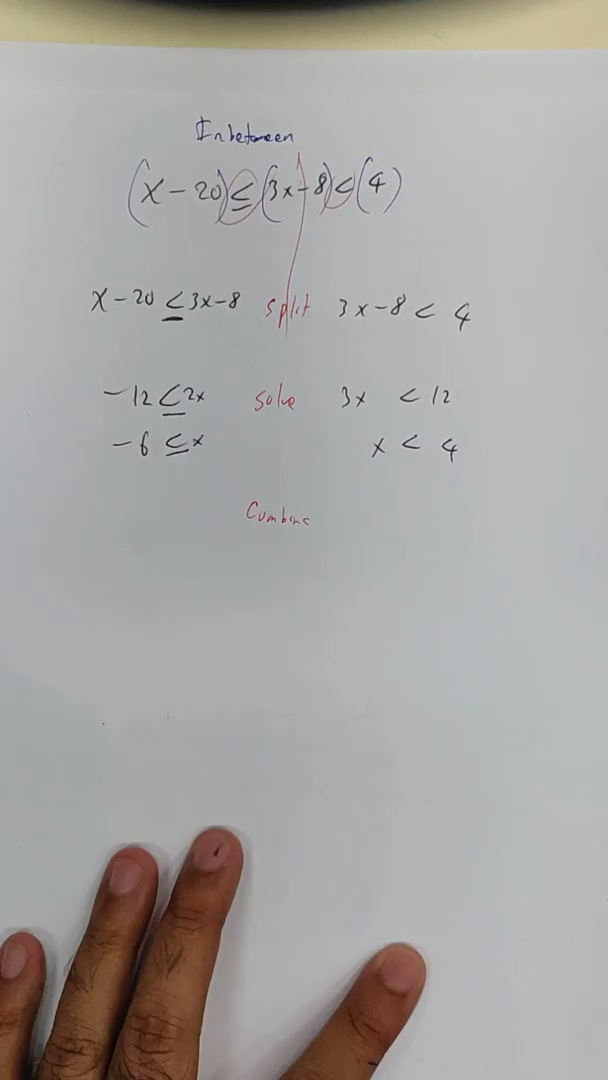 Inbetween
(x - 20) ≤ (3x - 8) < (4)
x - 20 ≤ 3x - 8 split 3x - 8 < 4
-12 ≤ 2x solve 3x < 12
-6 ≤ x x < 4
Cumbine